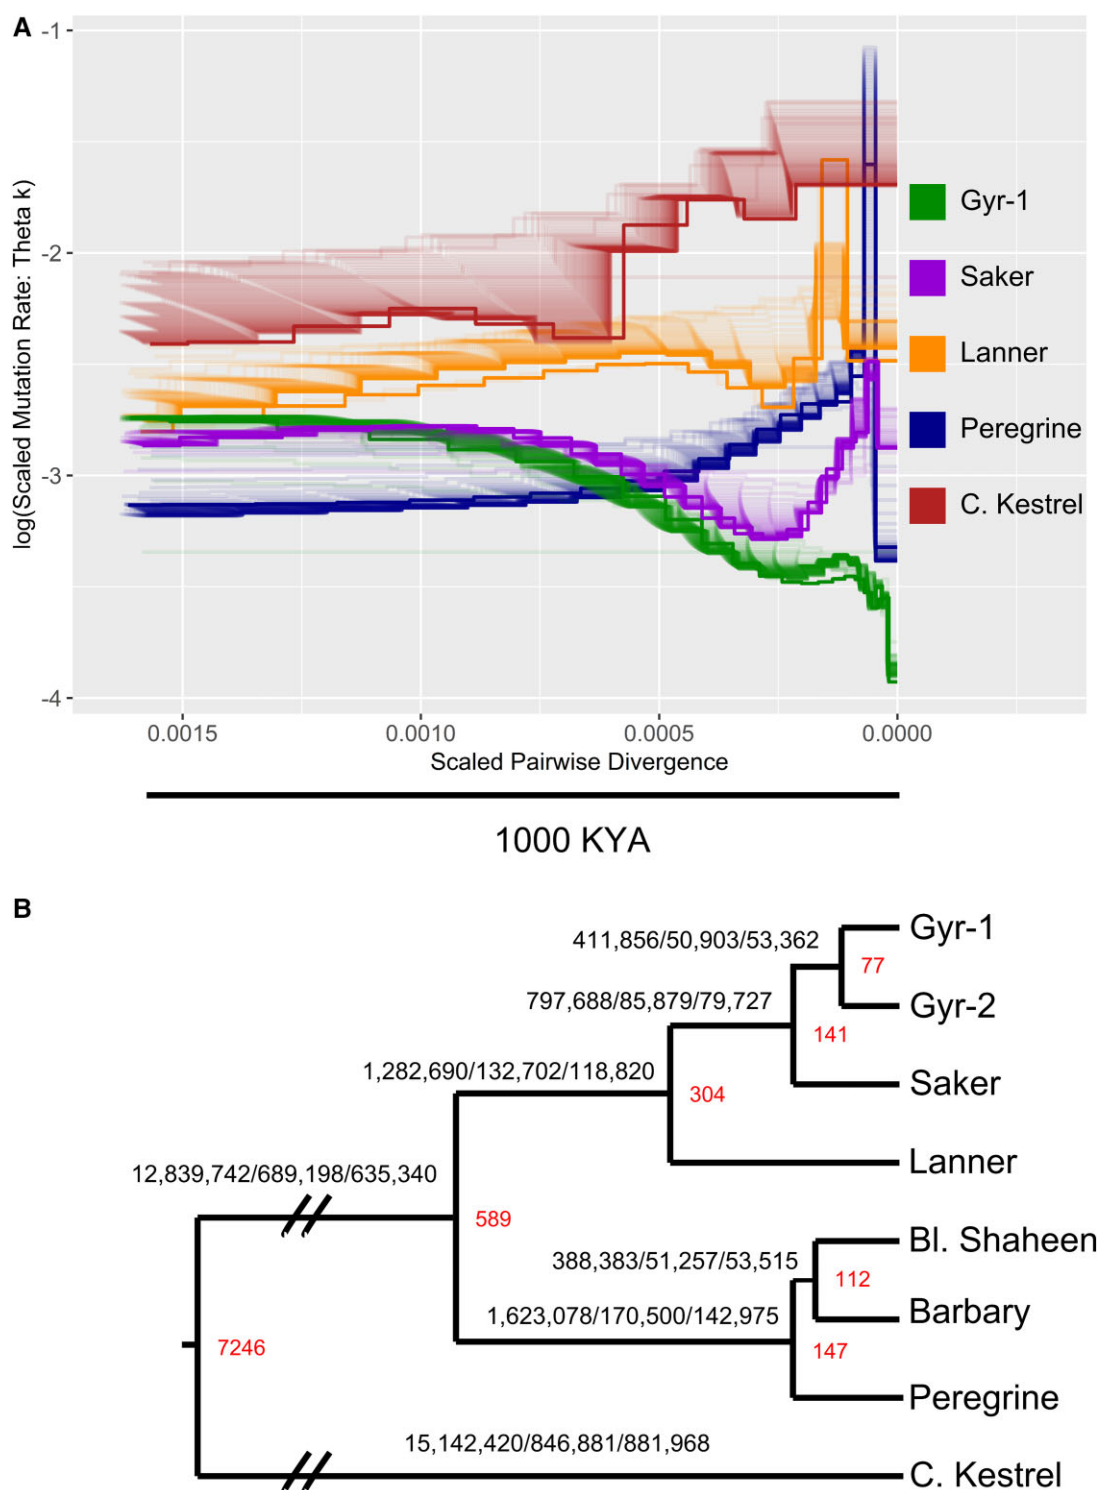 A
-1
-2
-3
-4
log(Scaled Mutation Rate: Theta k)
Gyr-1
Saker
Lanner
Peregrine
C. Kestrel
0.0015 0.0010 0.0005 0.0000
Scaled Pairwise Divergence
1000 KYA
B
Gyr-1
411,856/50,903/53,362
77
797,688/85,879/79,727
Gyr-2
141
1,282,690/132,702/118,820
Saker
304
Lanner
12,839,742/689,198/635,340
589
Bl. Shaheen
388,383/51,257/53,515
112
1,623,078/170,500/142,975
Barbary
7246
147
Peregrine
15,142,420/846,881/881,968
C. Kestrel